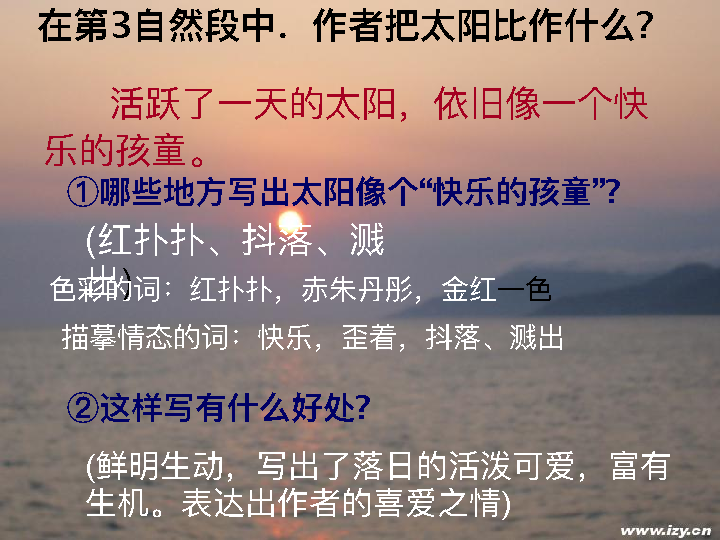 在第3自然段中．作者把太阳比作什么?
活跃了一天的太阳，依旧像一个快
乐的孩童。
①哪些地方写出太阳像个“快乐的孩童”?
(红扑扑、抖落、溅
出)
色彩的词：红扑扑，赤朱丹彤，金红一色
描摹情态的词：快乐，歪着，抖落、溅出
②这样写有什么好处?
(鲜明生动，写出了落日的活泼可爱，富有
生机。表达出作者的喜爱之情)
www.izy.cn